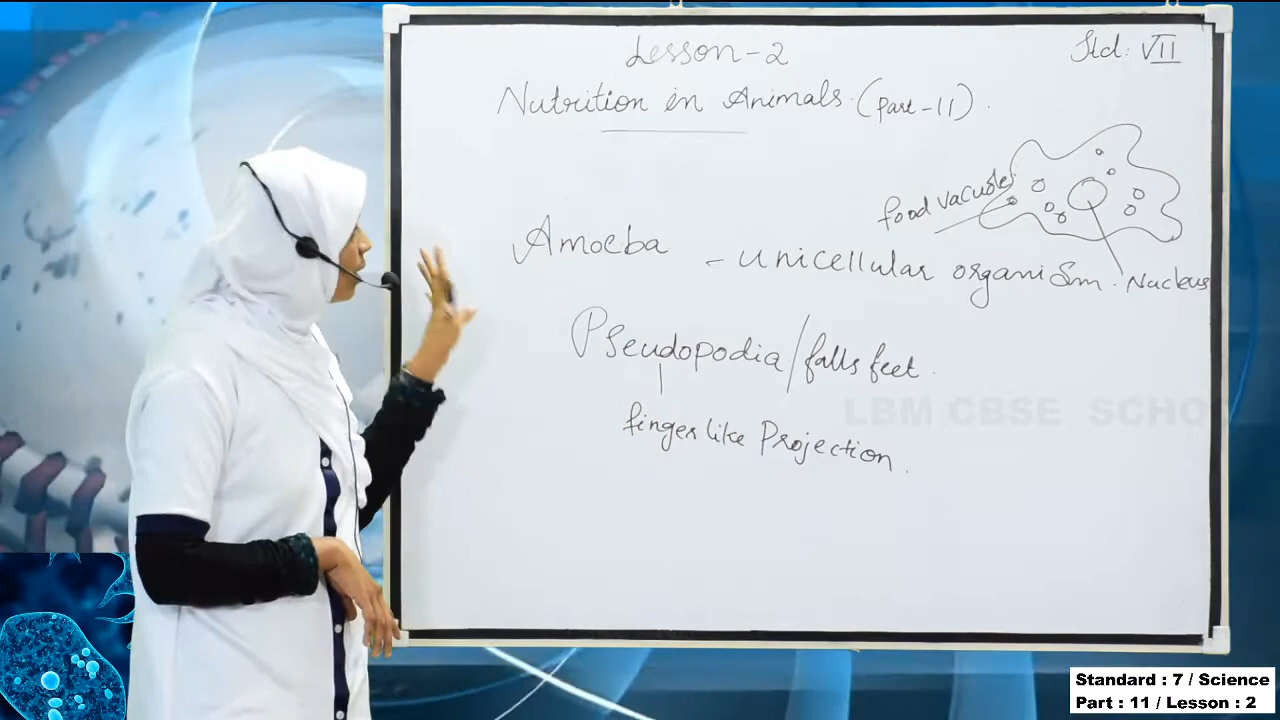 Lesson-2
Std: VII
Nutrition in Animals. (Part-11).
food vacuoles
Amoeba - unicellular organism.
Nucleus
Pseudopodia / falls feet.
finger like Projection.
LBM CBSE SCHO
Standard : 7 / Science
Part : 11 / Lesson : 2